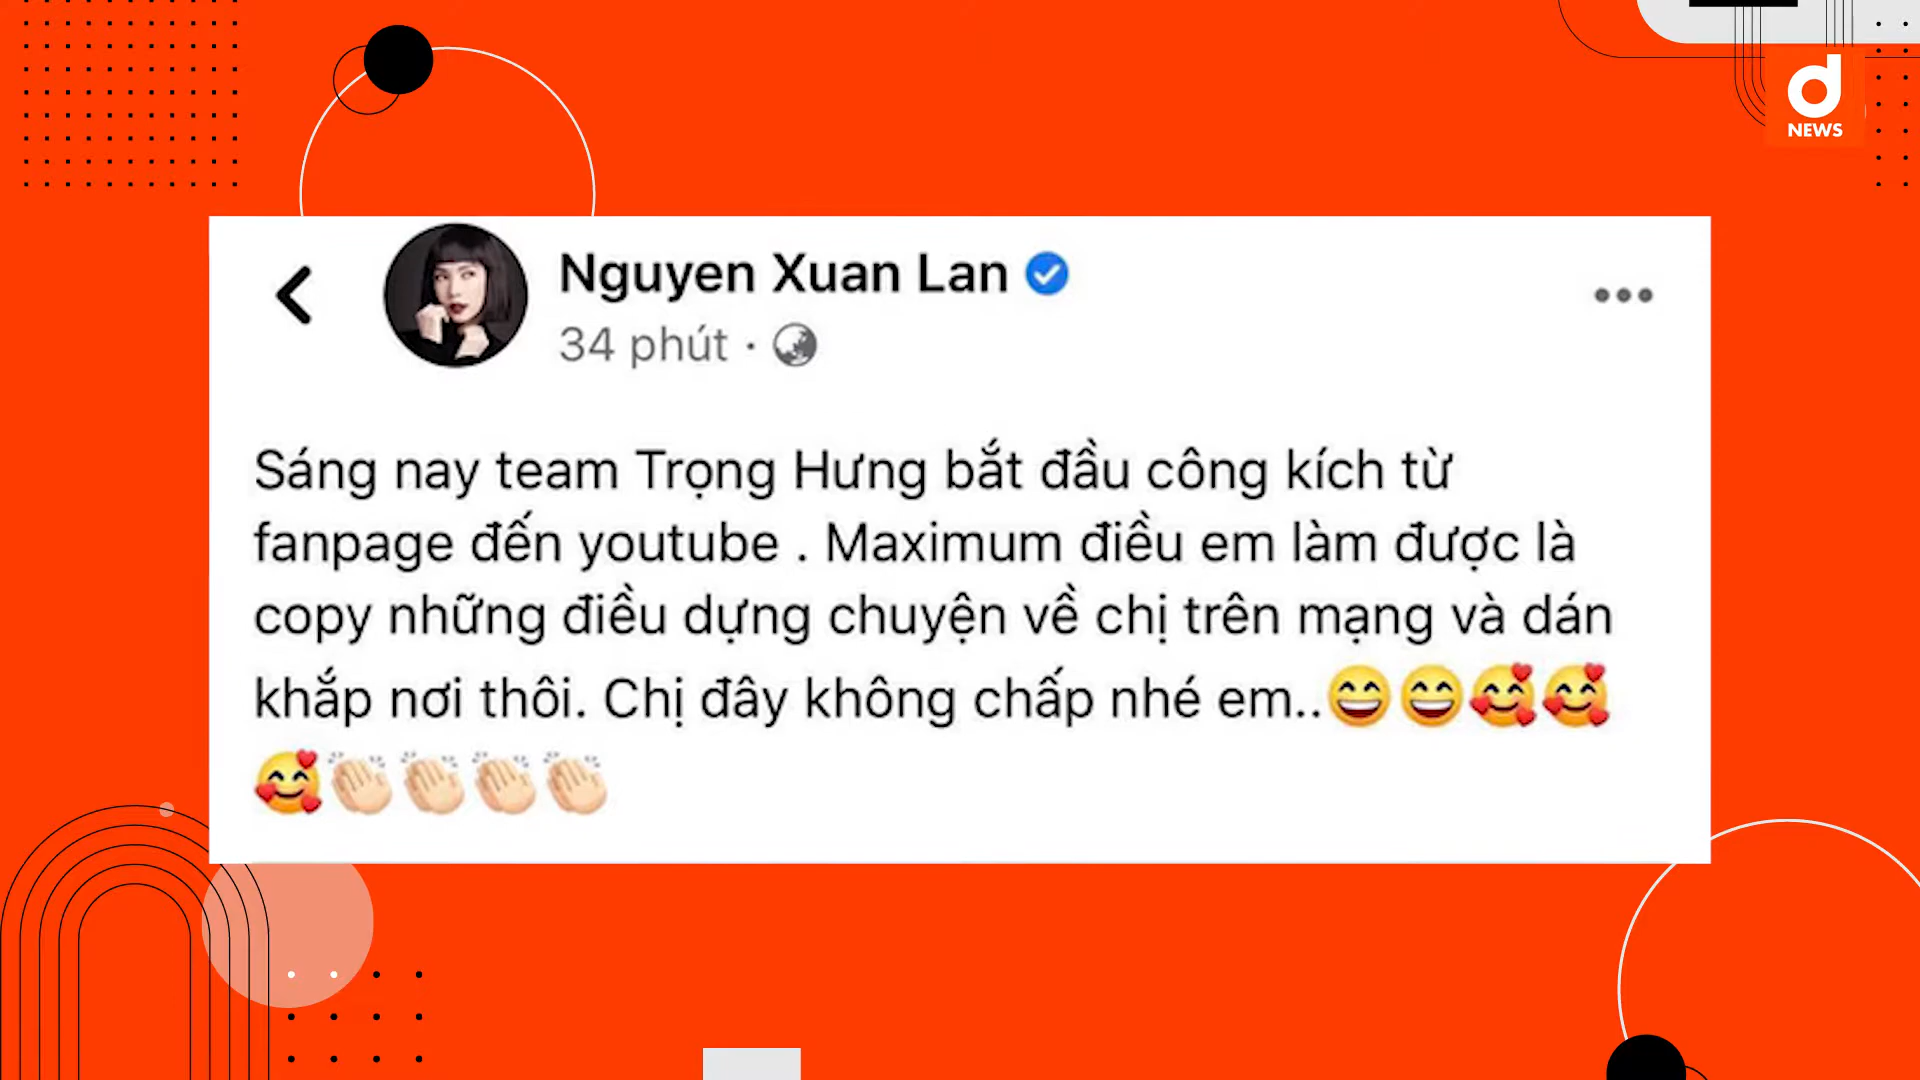 d
NEWS
Nguyen Xuan Lan
34 phút ·
Sáng nay team Trọng Hưng bắt đầu công kích từ
fanpage đến youtube . Maximum điều em làm được là
copy những điều dựng chuyện về chị trên mạng và dán
khắp nơi thôi. Chị đây không chấp nhé em..😄😄🥰🥰
🥰👏🏻👏🏻👏🏻👏🏻